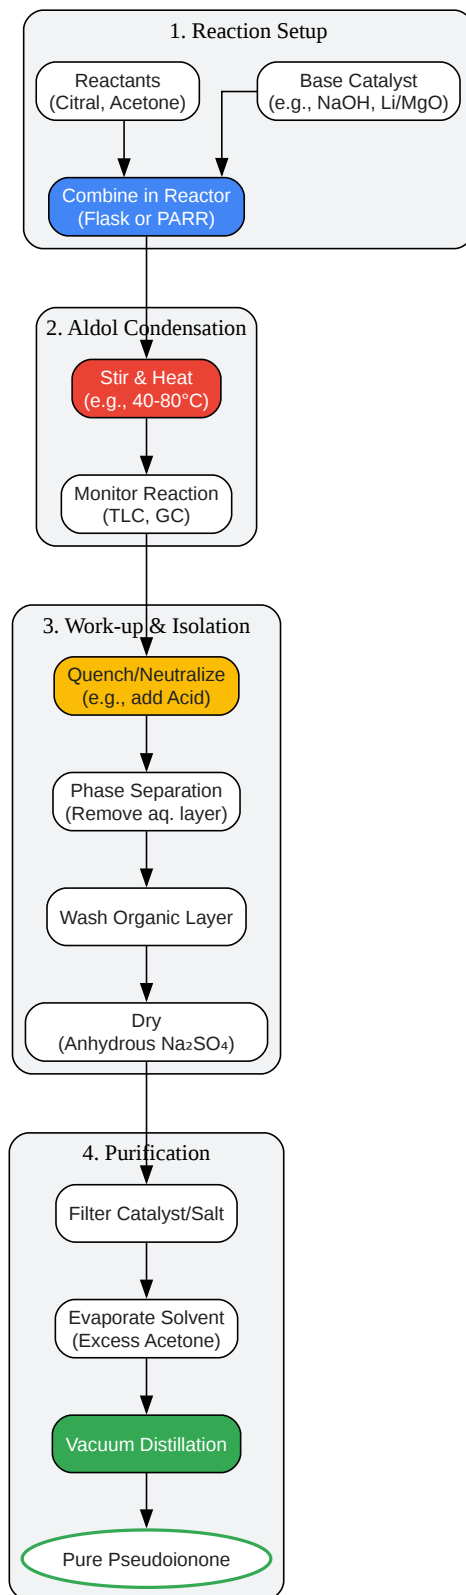 1. Reaction Setup
Reactants
(Citral, Acetone)
Base Catalyst
(e.g., NaOH, Li/MgO)
Combine in Reactor
(Flask or PARR)
2. Aldol Condensation
Stir & Heat
(e.g., 40-80°C)
Monitor Reaction
(TLC, GC)
3. Work-up & Isolation
Quench/Neutralize
(e.g., add Acid)
Phase Separation
(Remove aq. layer)
Wash Organic Layer
Dry
(Anhydrous Na₂SO₄)
4. Purification
Filter Catalyst/Salt
Evaporate Solvent
(Excess Acetone)
Vacuum Distillation
Pure Pseudoionone